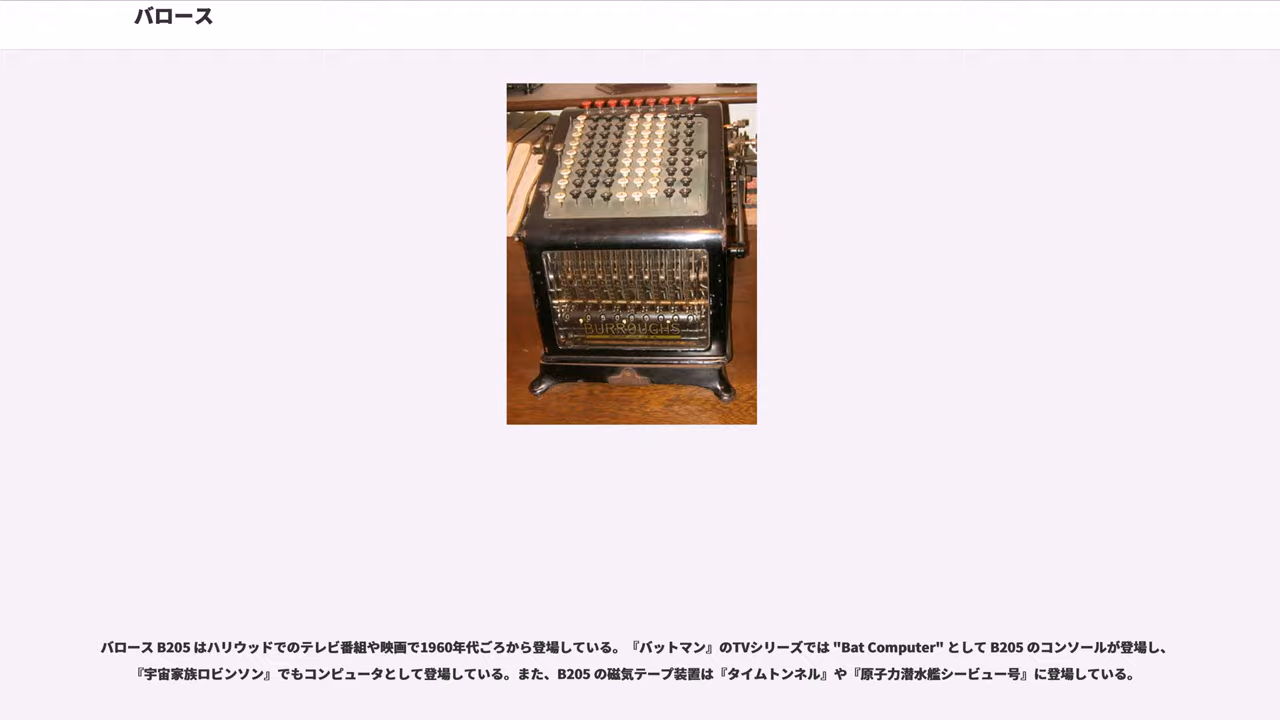 バロース
BURROUGHS
バロース B205 はハリウッドでのテレビ番組や映画で1960年代ごろから登場している。『バットマン』のTVシリーズでは "Bat Computer" として B205 のコンソールが登場し、
『宇宙家族ロビンソン』でもコンピュータとして登場している。また、B205 の磁気テープ装置は『タイムトンネル』や『原子力潜水艦シービュー号』に登場している。